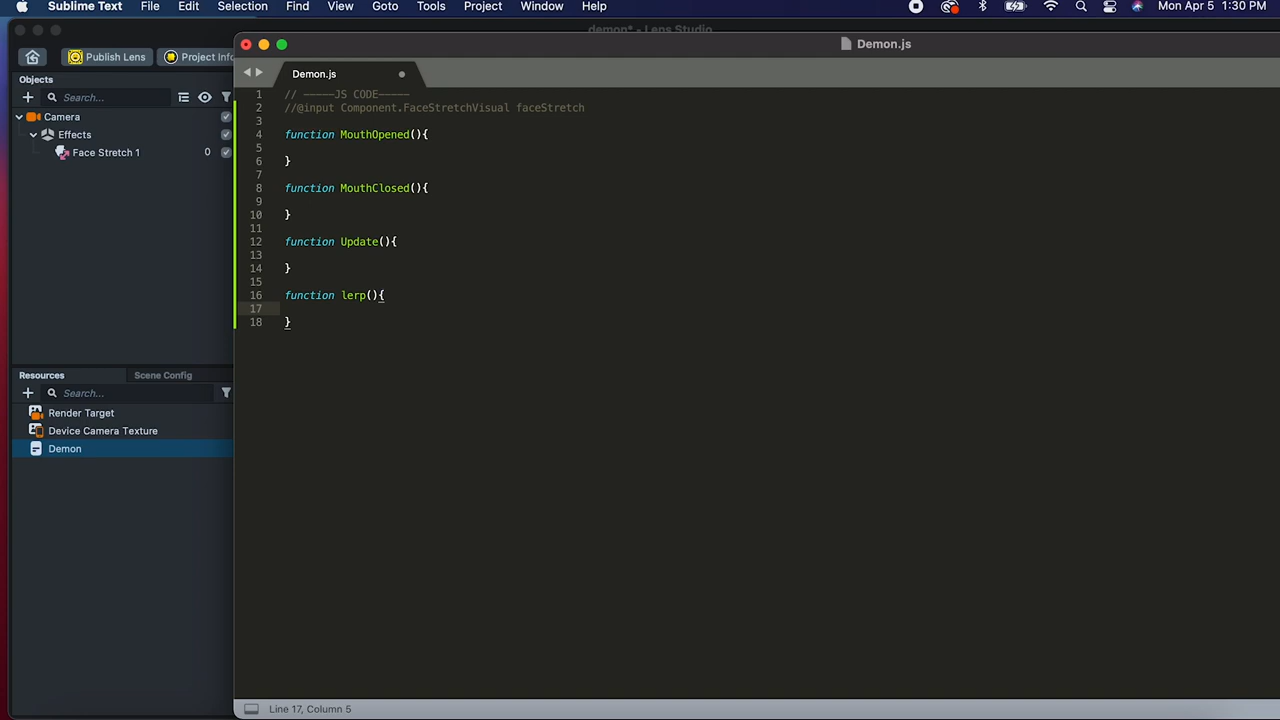 Sublime Text File Edit Selection Find View Goto Tools Project Window Help Mon Apr 5 1:30 PM
demon* - Lens Studio
Demon.js
Publish Lens Project Info
Demon.js
Objects
Search...
Camera
Effects
Face Stretch 1 0
1 // —————JS CODE—————
2 //@input Component.FaceStretchVisual faceStretch
3
4 function MouthOpened(){
5
6 }
7
8 function MouthClosed(){
9
10 }
11
12 function Update(){
13
14 }
15
16 function lerp(){
17
18 }
Resources Scene Config
Search...
Render Target
Device Camera Texture
Demon
Line 17, Column 5